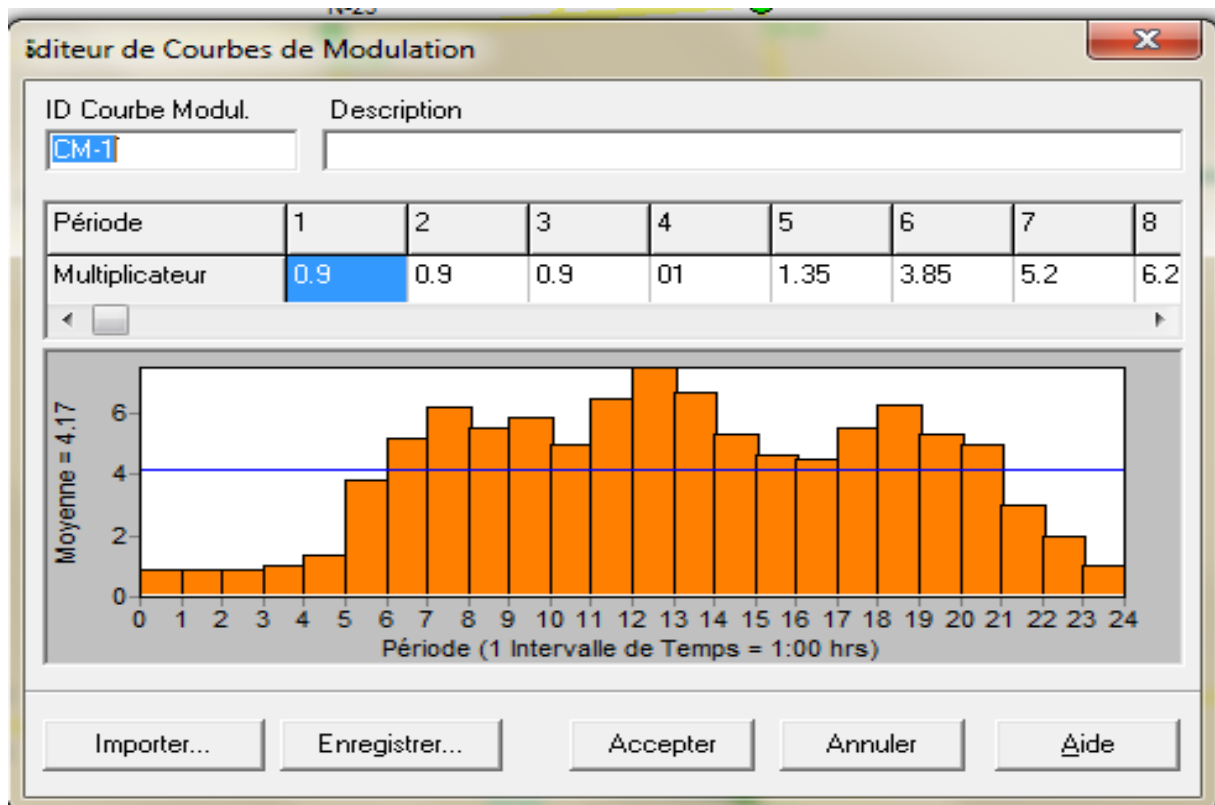 éditeur de Courbes de Modulation
ID Courbe Modul. Description
CM-1
Période 1 2 3 4 5 6 7 8
Multiplicateur 0.9 0.9 0.9 01 1.35 3.85 5.2 6.2
Moyenne = 4.17
6
4
2
0
0 1 2 3 4 5 6 7 8 9 10 11 12 13 14 15 16 17 18 19 20 21 22 23 24
Période (1 Intervalle de Temps = 1:00 hrs)
Importer... Enregistrer... Accepter Annuler Aide